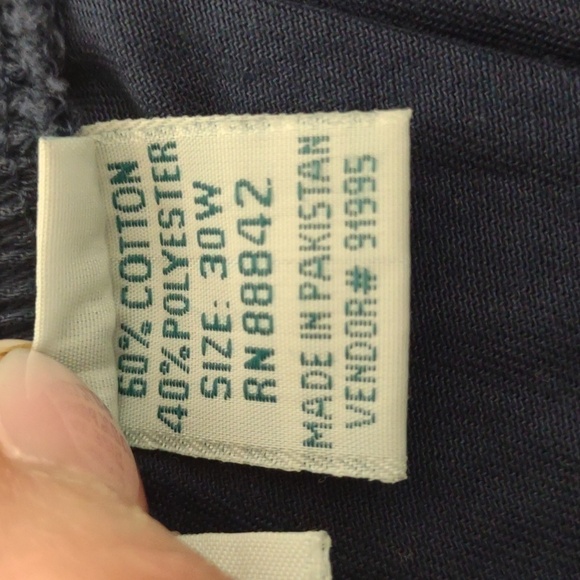 60% COTTON
40% POLYESTER
SIZE: 30W
RN 88842
MADE IN PAKISTAN
VENDOR# 91995